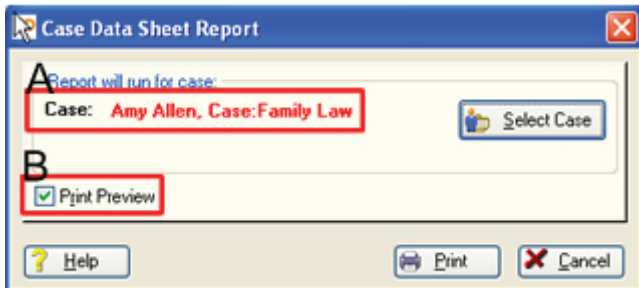 Case Data Sheet Report
A
Report will run for case:
Case: Amy Allen, Case:Family Law
Select Case
B
Print Preview
? Help
Print
Cancel